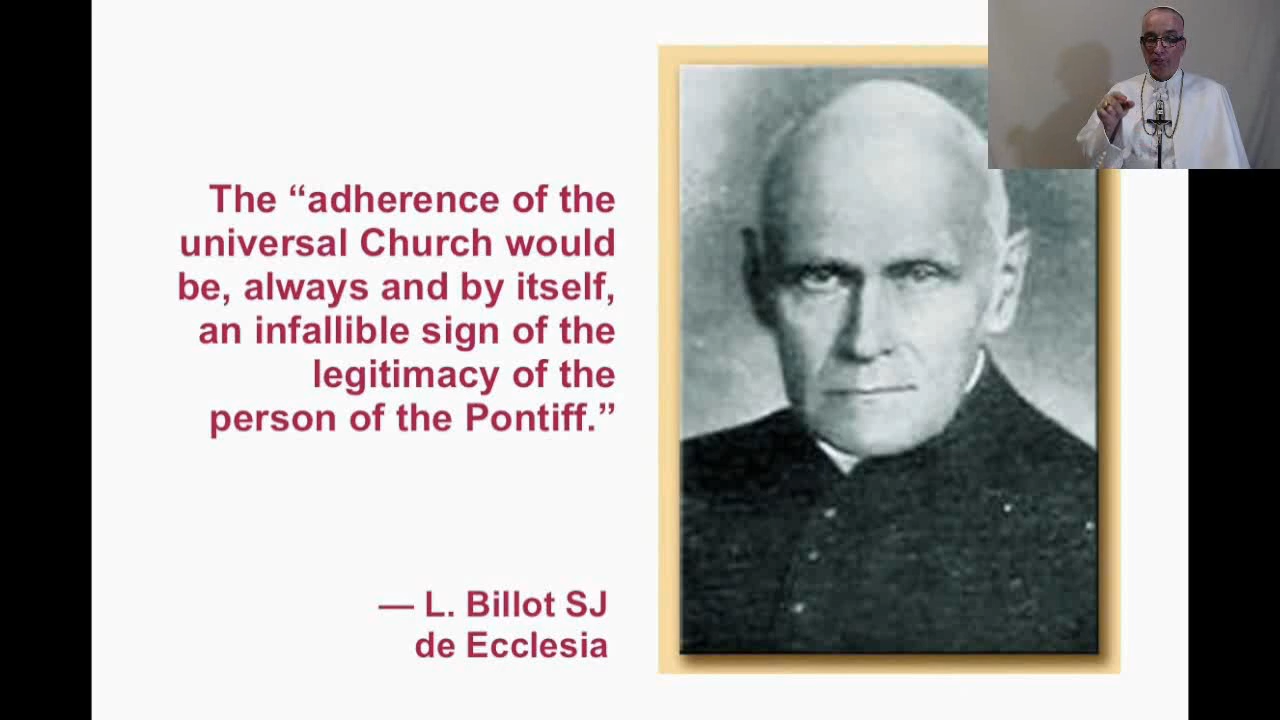 The “adherence of the
universal Church would
be, always and by itself,
an infallible sign of the
legitimacy of the
person of the Pontiff.”
— L. Billot SJ
de Ecclesia